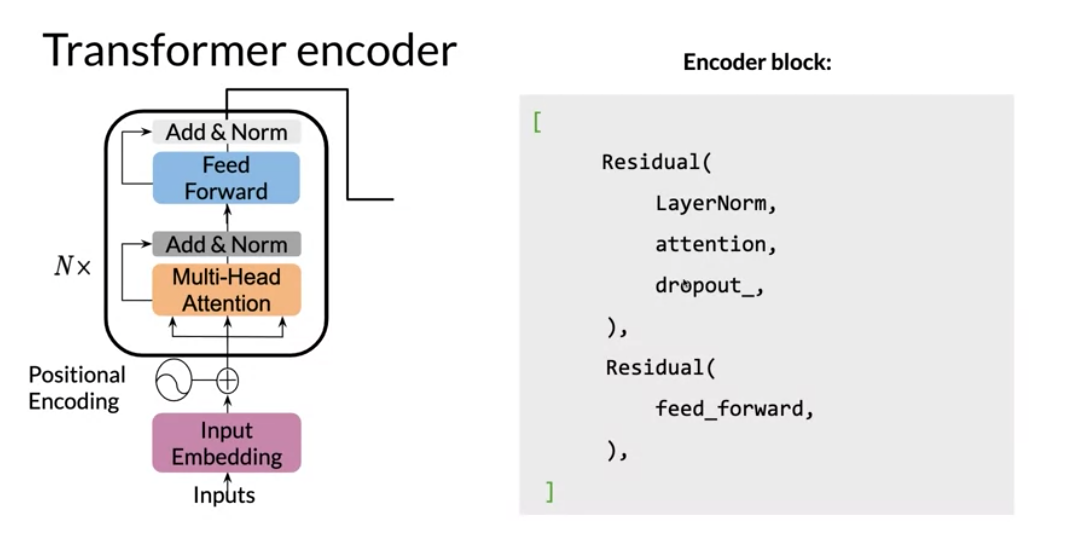 Transformer encoder
Add & Norm
Feed
Forward
Add & Norm
Multi-Head
Attention
N×
Positional
Encoding
Input
Embedding
Inputs
Encoder block:
[
Residual(
LayerNorm,
attention,
dropout_,
),
Residual(
feed_forward,
),
]